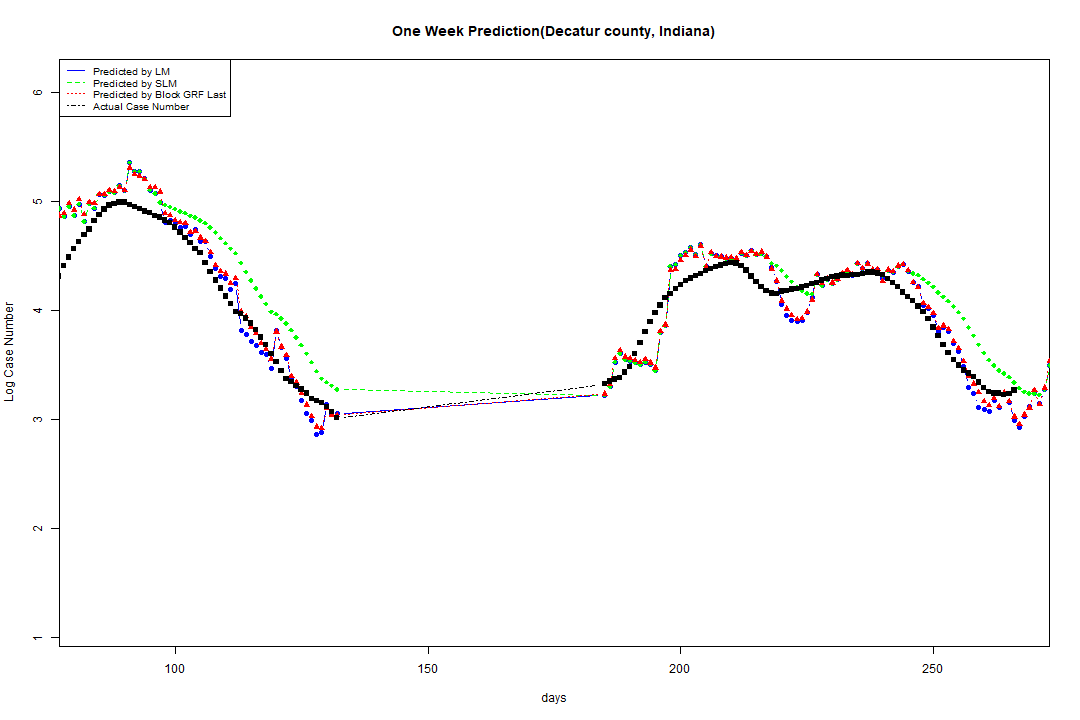 One Week Prediction(Decatur county, Indiana)
Predicted by LM
Predicted by SLM
Predicted by Block GRF Last
Actual Case Number
6
5
4
3
2
1
Log Case Number
100 150 200 250
days